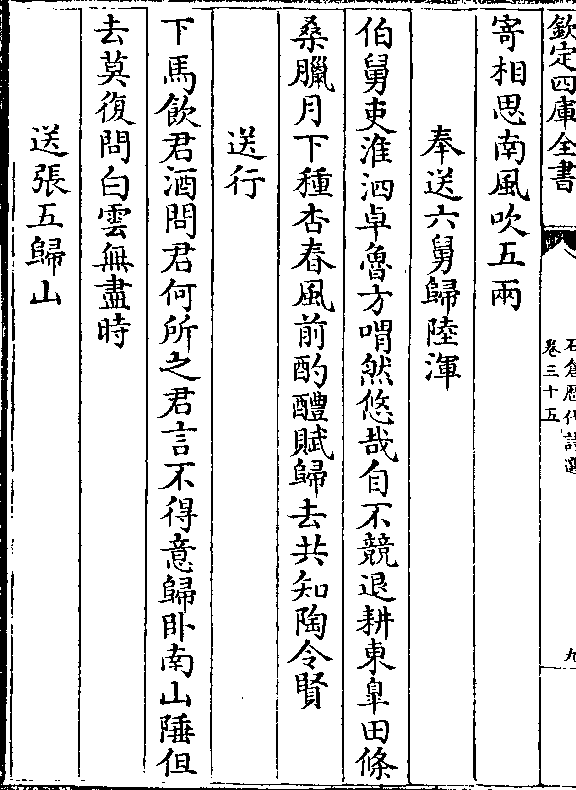 欽定四庫全書
石倉歷代詩選
卷三十五
九
寄相思南風吹五兩
奉送六舅歸陸渾
伯舅吏淮泗卓魯方喟然悠哉自不競退耕東臯田條
桑臘月下種杏春風前酌醴賦歸去共知陶令賢
送行
下馬飲君酒問君何所之君言不得意歸卧南山陲但
去莫復問白雲無盡時
送張五歸山